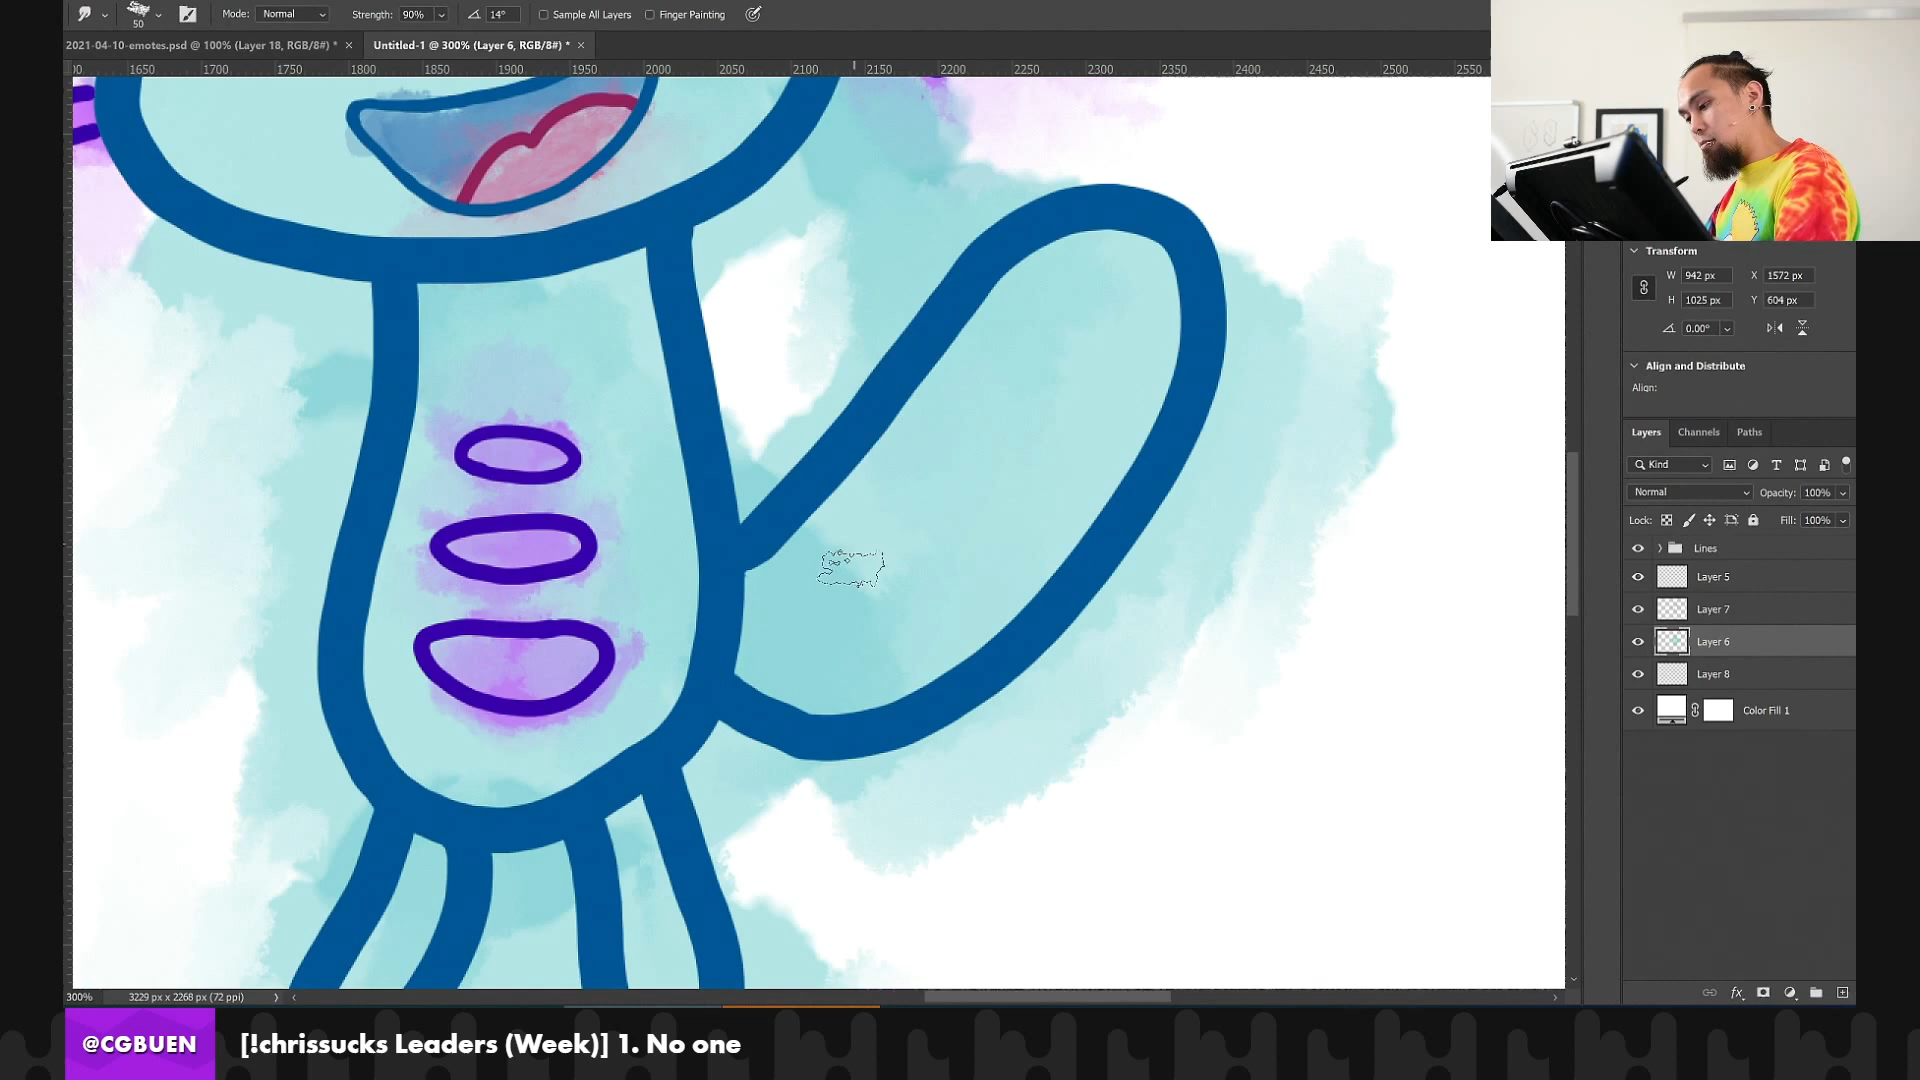 50
Mode: Normal
Strength: 90%
14°
Sample All Layers
Finger Painting
2021-04-10-emotes.psd @ 100% (Layer 18, RGB/8#) * ×
Untitled-1 @ 300% (Layer 6, RGB/8#) * ×
00 1650 1700 1750 1800 1850 1900 1950 2000 2050 2100 2150 2200 2250 2300 2350 2400 2450 2500 2550
Transform
W 942 px X 1572 px
H 1025 px Y 604 px
0.00°
Align and Distribute
Align:
Layers Channels Paths
Kind
Normal Opacity: 100%
Lock: Fill: 100%
Lines
Layer 5
Layer 7
Layer 6
Layer 8
Color Fill 1
fx
300% 3229 px x 2268 px (72 ppi)
@CGBUEN [!chrissucks Leaders (Week)] 1. No one